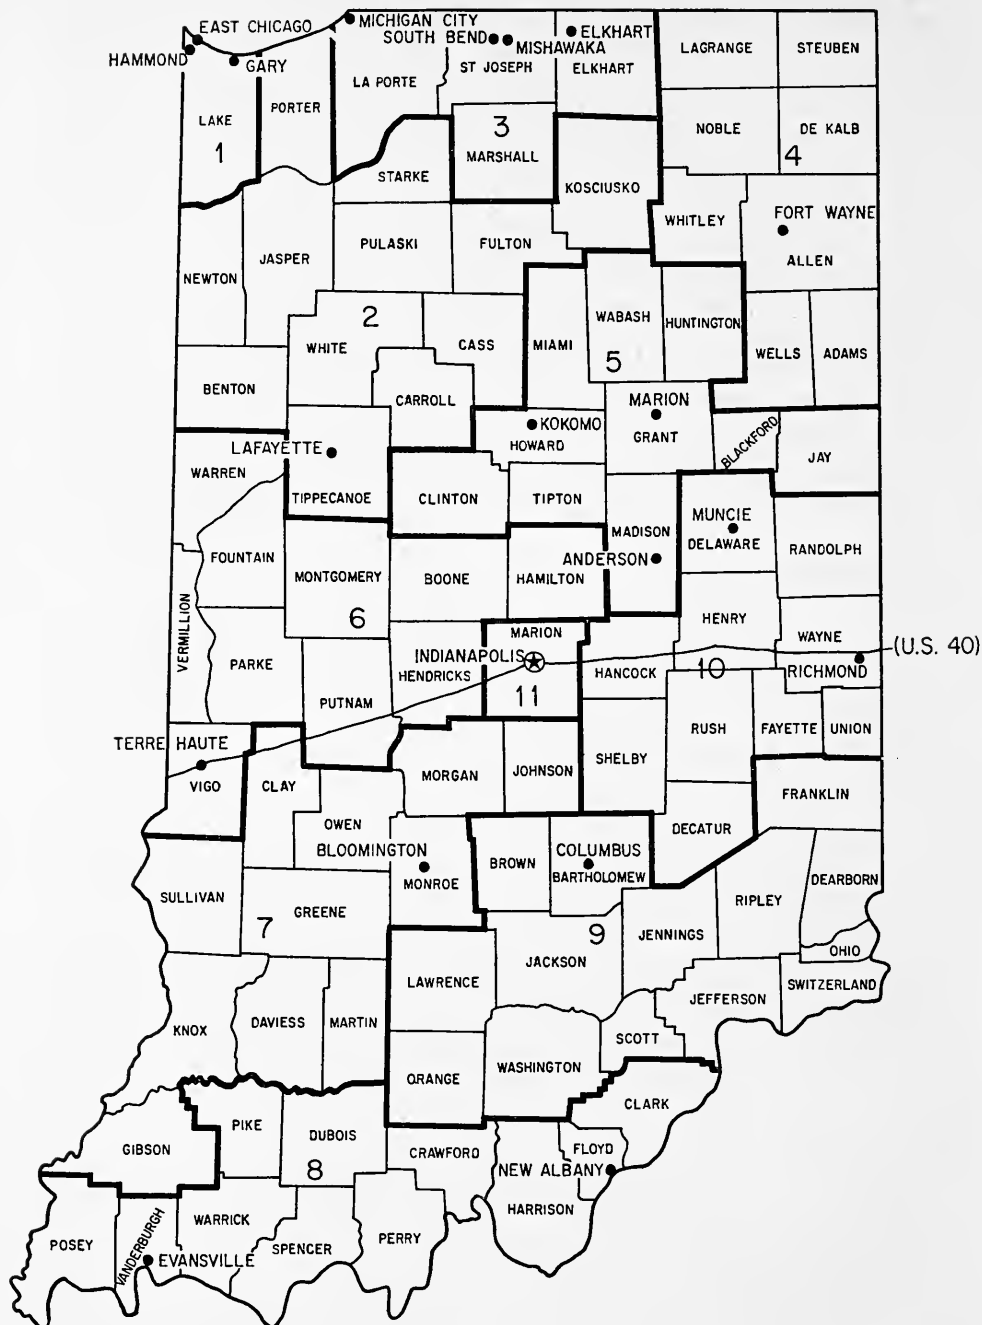 MICHIGAN CITY
EAST CHICAGO
SOUTH BEND
ELKHART
MISHAWAKA
HAMMOND
GARY
LAGRANGE
STEUBEN
ST JOSEPH
ELKHART
LA PORTE
PORTER
LAKE
1
3
MARSHALL
NOBLE
DE KALB
4
STARKE
KOSCIUSKO
WHITLEY
FORT WAYNE
ALLEN
PULASKI
FULTON
JASPER
NEWTON
2
WHITE
CASS
MIAMI
WABASH
HUNTINGTON
5
WELLS
ADAMS
BENTON
CARROLL
MARION
GRANT
KOKOMO
HOWARD
BLACKFORD
JAY
LAFAYETTE
TIPPECANOE
WARREN
CLINTON
TIPTON
MADISON
MUNCIE
DELAWARE
RANDOLPH
ANDERSON
FOUNTAIN
MONTGOMERY
BOONE
HAMILTON
6
HENRY
WAYNE
VERMILLION
MARION
(U.S. 40)
PARKE
INDIANAPOLIS
HENDRICKS
HANCOCK
10
RICHMOND
11
PUTNAM
RUSH
FAYETTE
UNION
TERRE HAUTE
VIGO
CLAY
MORGAN
JOHNSON
SHELBY
FRANKLIN
OWEN
DECATUR
BLOOMINGTON
MONROE
BROWN
COLUMBUS
BARTHOLOMEW
DEARBORN
SULLIVAN
RIPLEY
GREENE
7
9
JENNINGS
OHIO
JACKSON
LAWRENCE
SWITZERLAND
JEFFERSON
KNOX
DAVIESS
MARTIN
SCOTT
ORANGE
WASHINGTON
CLARK
PIKE
DUBOIS
GIBSON
CRAWFORD
FLOYD
8
NEW ALBANY
HARRISON
WARRICK
POSEY
VANDERBURGH
SPENCER
PERRY
EVANSVILLE